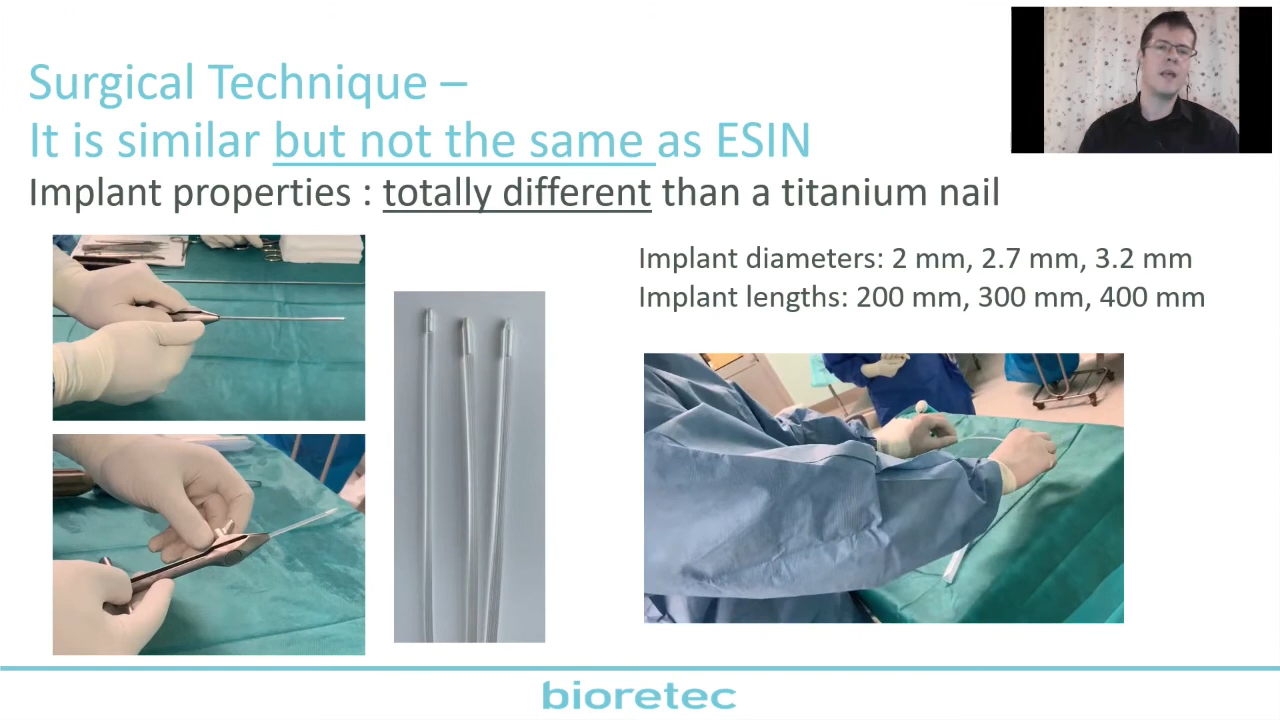 Surgical Technique –
It is similar but not the same as ESIN
Implant properties : totally different than a titanium nail
Implant diameters: 2 mm, 2.7 mm, 3.2 mm
Implant lengths: 200 mm, 300 mm, 400 mm
bioretec